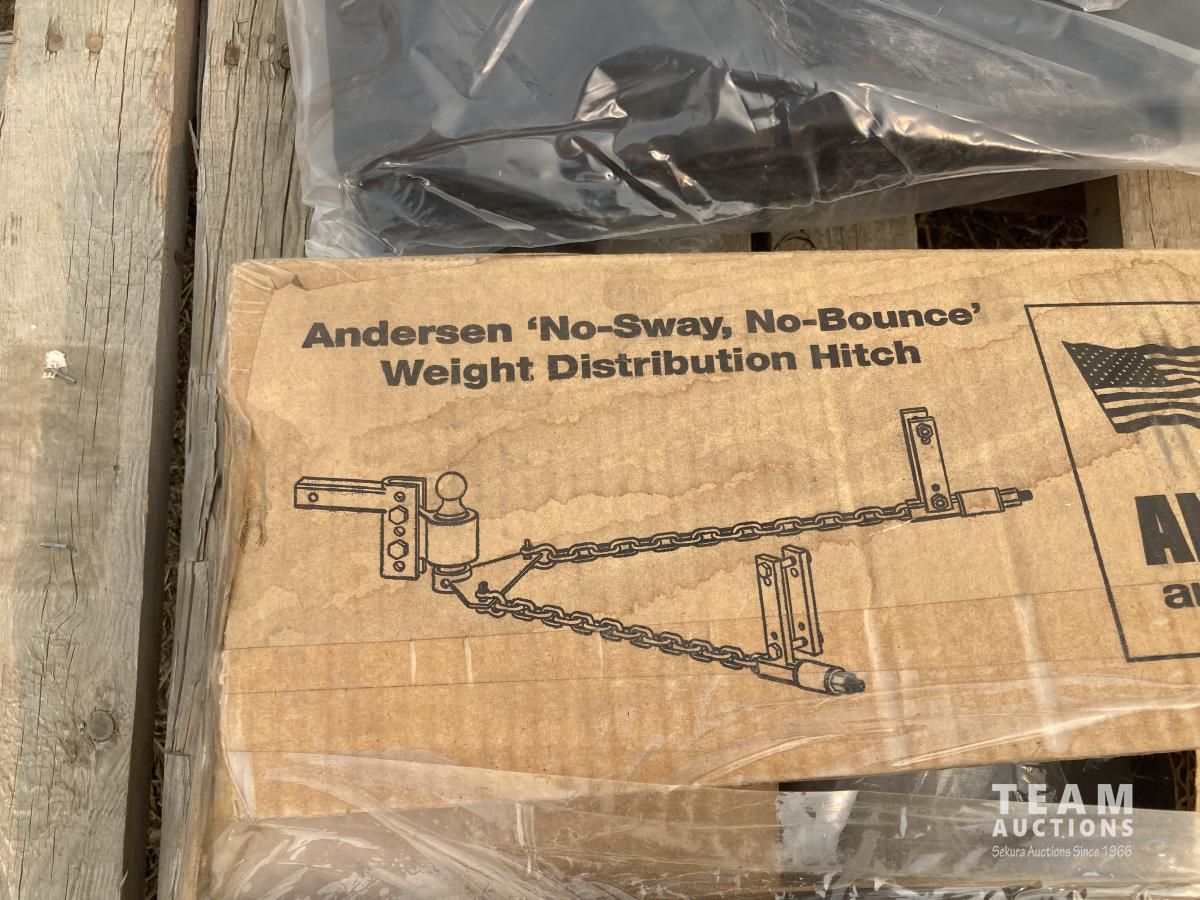 Andersen ‘No-Sway, No-Bounce’
Weight Distribution Hitch
TEAM
AUCTIONS
Sekura Auctions Since 1966